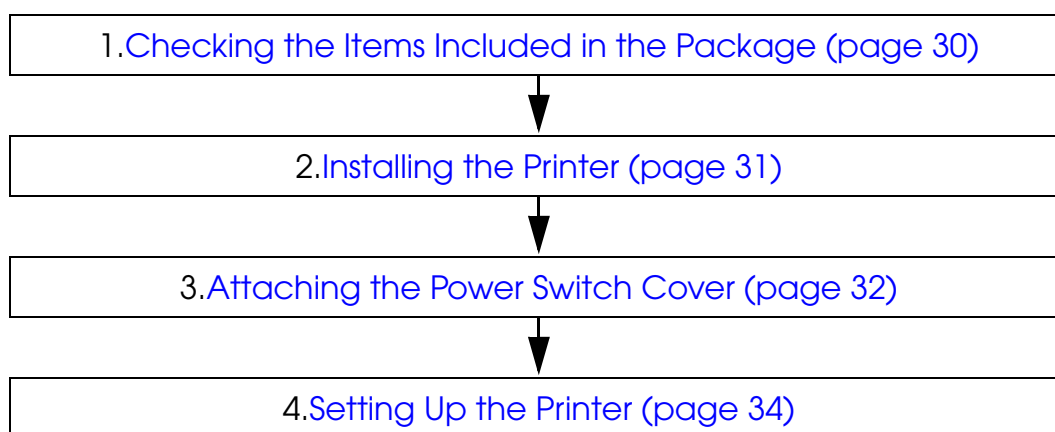 1.Checking the Items Included in the Package (page 30)
2.Installing the Printer (page 31)
3.Attaching the Power Switch Cover (page 32)
4.Setting Up the Printer (page 34)